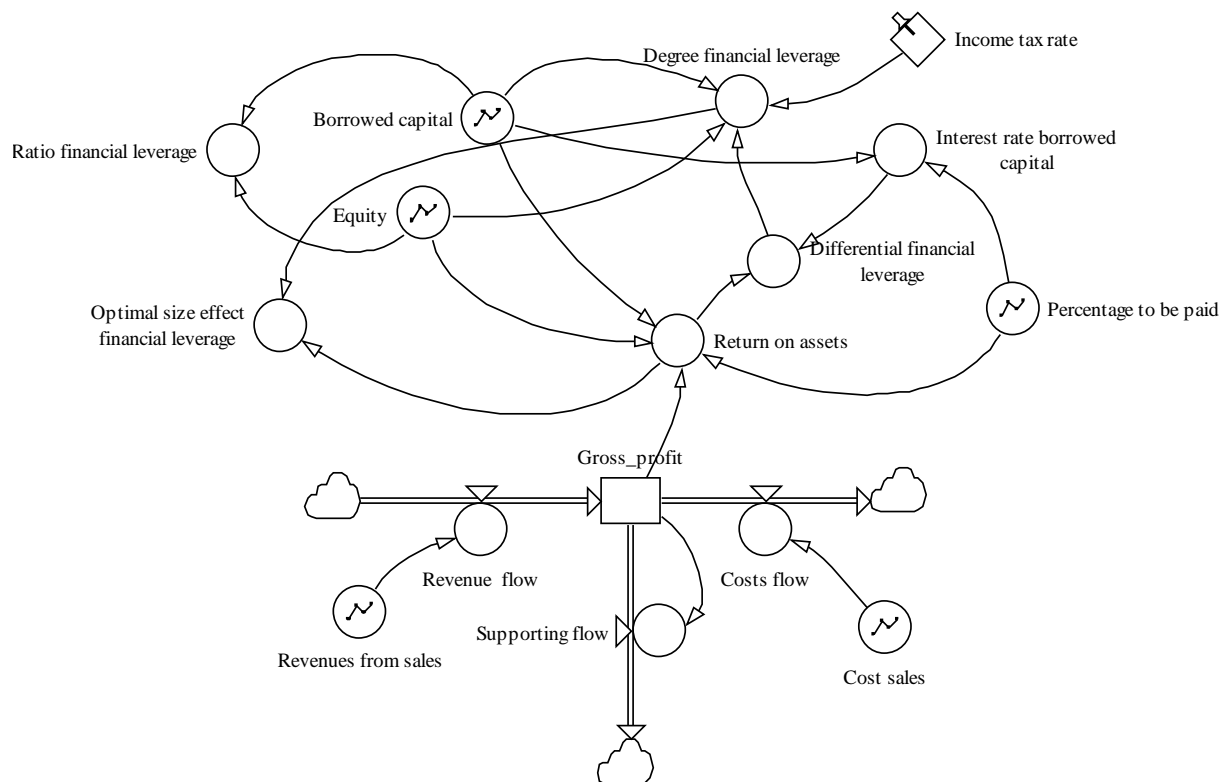 Income tax rate
Degree financial leverage
Borrowed capital
Ratio financial leverage
Interest rate borrowed
capital
Equity
Differential financial
leverage
Optimal size effect
financial leverage
Percentage to be paid
Return on assets
Gross_profit
Revenue flow
Costs flow
Supporting flow
Revenues from sales
Cost sales